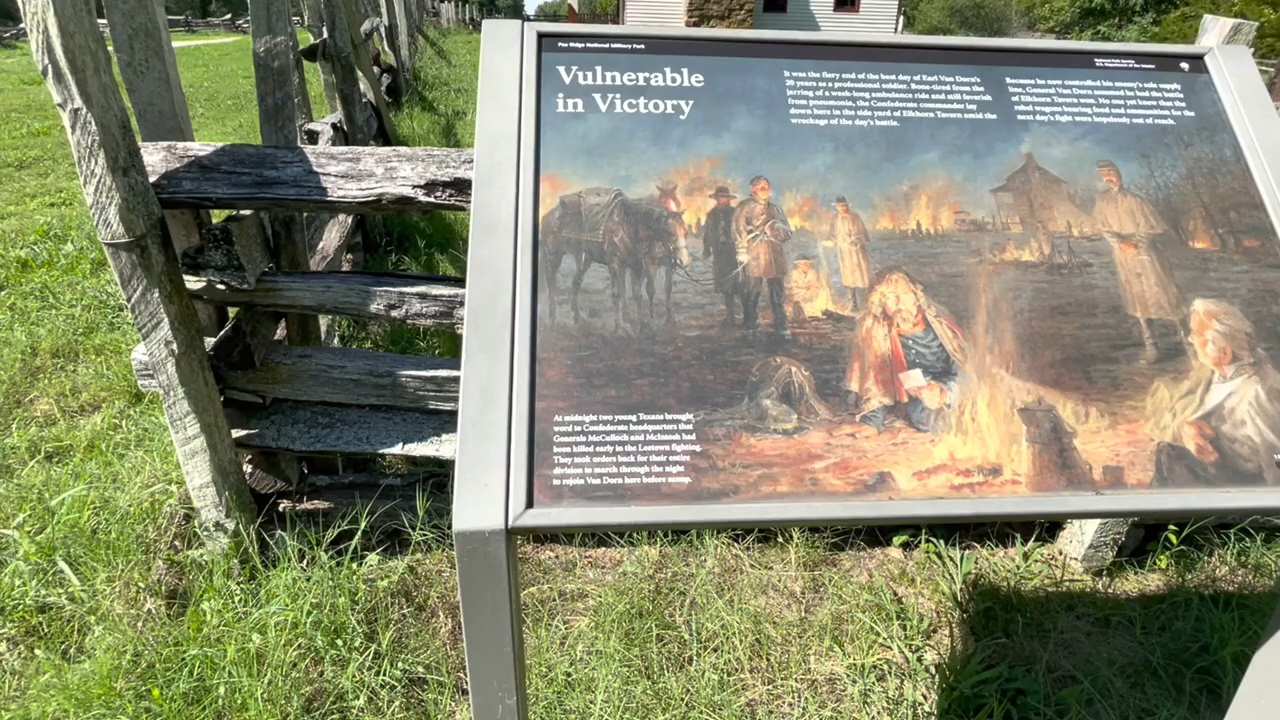 Pea Ridge National Military Park
National Park Service
U.S. Department of the Interior
Vulnerable
in Victory
It was the fiery end of the best day of Earl Van Dorn's
20 years as a professional soldier. Bone-tired from the
jarring of a week-long ambulance ride and still feverish
from pneumonia, the Confederate commander lay
down here in the side yard of Elkhorn Tavern amid the
wreckage of the day's battle.
Because he now controlled his enemy's sole supply
line, General Van Dorn assumed he had the battle
of Elkhorn Tavern won. No one yet knew that the
rebel wagons bearing food and ammunition for the
next day's fight were hopelessly out of reach.
At midnight two young Texans brought
word to Confederate headquarters that
Generals McCulloch and McIntosh had
been killed early in the Leetown fighting.
They took orders back for their entire
division to march through the night
to rejoin Van Dorn here before sunup.